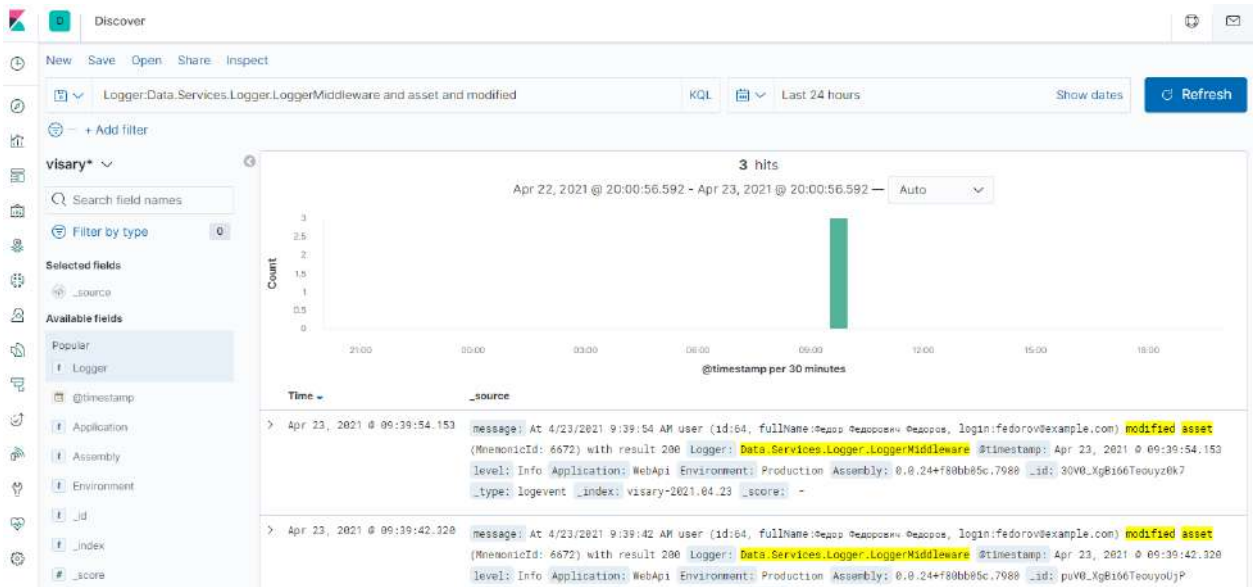 D Discover
New Save Open Share Inspect
Logger:Data.Services.Logger.LoggerMiddleware and asset and modified KQL Last 24 hours Show dates Refresh
+ Add filter
visary*
Search field names
Filter by type 0
Selected fields
_source
Available fields
Popular
t Logger
@timestamp
t Application
t Assembly
t Environment
t _id
t _index
# _score
3 hits
Apr 22, 2021 @ 20:00:56.592 - Apr 23, 2021 @ 20:00:56.592 — Auto
Count
3
2.5
2
1.5
1
0.5
0
21:00 00:00 03:00 06:00 09:00 12:00 15:00 18:00
@timestamp per 30 minutes
Time _source
Apr 23, 2021 @ 09:39:54.153 message: At 4/23/2021 9:39:54 AM user (id:64, fullName:Федор Федорович Федоров, login:fedorov@example.com) modified asset
(MnemonicId: 6672) with result 200 Logger: Data.Services.Logger.LoggerMiddleware @timestamp: Apr 23, 2021 @ 09:39:54.153
level: Info Application: WebApi Environment: Production Assembly: 0.0.24+f80bb05c.7980 _id: 3OV0_XgBi66Teouyz0k7
_type: logevent _index: visary-2021.04.23 _score: -
Apr 23, 2021 @ 09:39:42.320 message: At 4/23/2021 9:39:42 AM user (id:64, fullName:Федор Федорович Федоров, login:fedorov@example.com) modified asset
(MnemonicId: 6672) with result 200 Logger: Data.Services.Logger.LoggerMiddleware @timestamp: Apr 23, 2021 @ 09:39:42.320
level: Info Application: WebApi Environment: Production Assembly: 0.0.24+f80bb05c.7980 _id: puV0_XgBi66TeouyoUjP